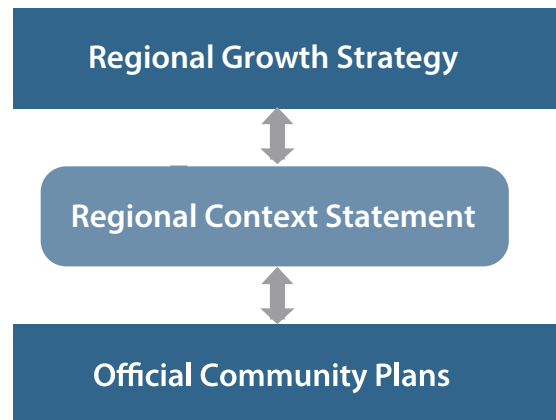 Regional Growth Strategy
Regional Context Statement
Official Community Plans